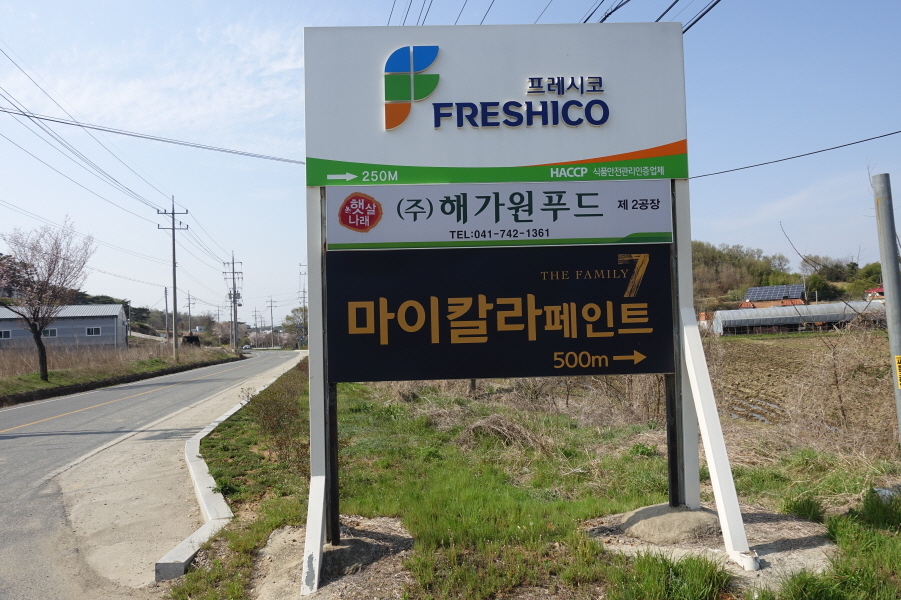 프레시코
FRESHICO
250M
HACCP 식품안전관리인증업체
햇살
나래
(주)해가원푸드 제 2공장
TEL:041-742-1361
THE FAMILY 7
마이칼라페인트
500m